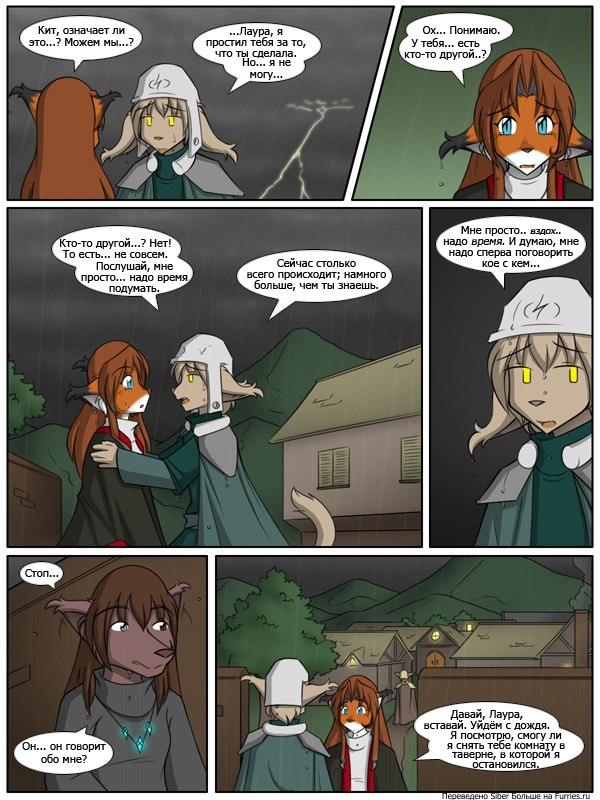 Кит, означает ли
это...? Можем мы...?
...Лаура, я
простил тебя за то,
что ты сделала.
Но... я не
могу...
Ох... Понимаю.
У тебя... есть
кто-то другой..?
Кто-то другой...? Нет!
То есть... не совсем.
Послушай, мне
просто... надо время
подумать.
Сейчас столько
всего происходит; намного
больше, чем ты знаешь.
Мне просто.. вздох..
надо время. И думаю, мне
надо сперва поговорить
кое с кем...
Стоп...
Он... он говорит
обо мне?
Давай, Лаура,
вставай. Уйдём с дождя.
Я посмотрю, смогу ли
я снять тебе комнату в
таверне, в которой я
остановился.
Переведено Siber Больше на Furries.ru